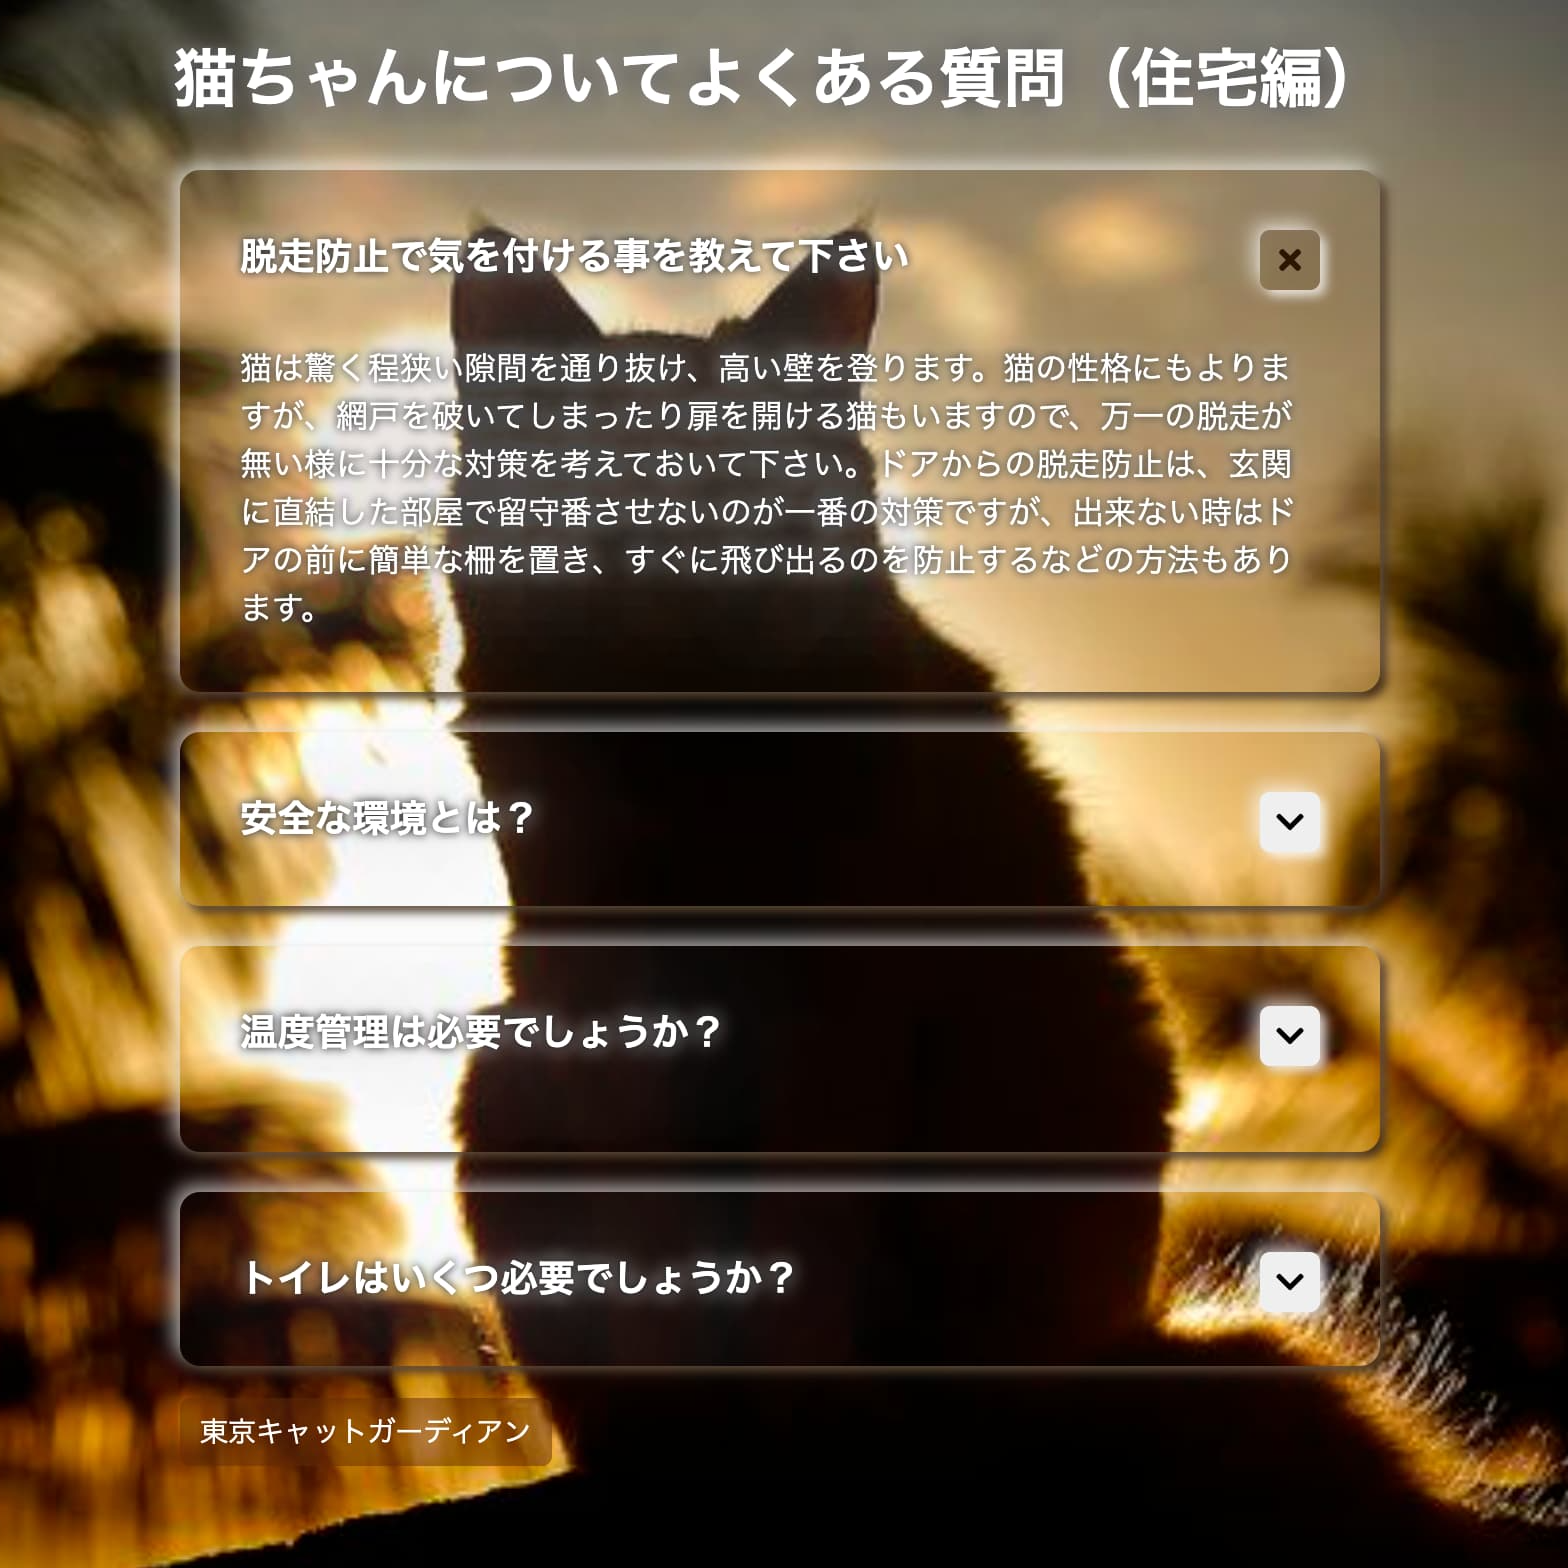 猫ちゃんについてよくある質問（住宅編）
脱走防止で気を付ける事を教えて下さい
猫は驚く程狭い隙間を通り抜け、高い壁を登ります。猫の性格にもよりま
すが、網戸を破いてしまったり扉を開ける猫もいますので、万一の脱走が
無い様に十分な対策を考えておいて下さい。ドアからの脱走防止は、玄関
に直結した部屋で留守番させないのが一番の対策ですが、出来ない時はド
アの前に簡単な柵を置き、すぐに飛び出るのを防止するなどの方法もあり
ます。
安全な環境とは？
温度管理は必要でしょうか？
トイレはいくつ必要でしょうか？
東京キャットガーディアン